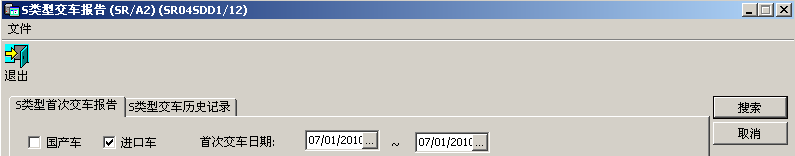 S类型交车报告 (SR/A2) (SR04SDD1/12)
文件
退出
S类型首次交车报告 S类型交车历史记录
搜索
国产车 进口车 首次交车日期: 07/01/2010 ... ~ 07/01/2010 ...
取消